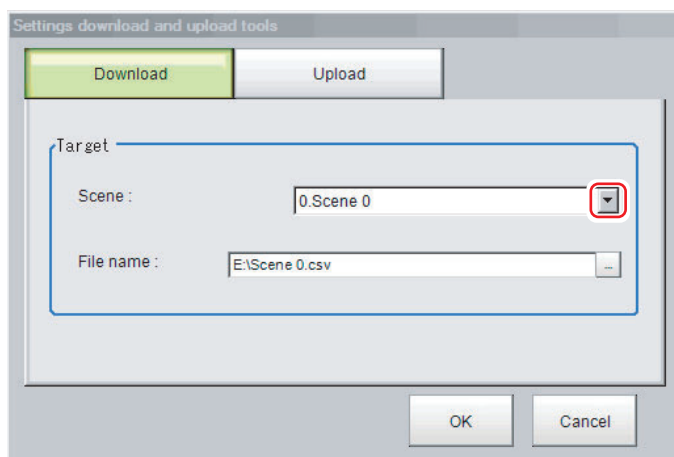 Settings download and upload tools
Download
Upload
Target
Scene :
0.Scene 0
File name :
E:\Scene 0.csv
...
OK
Cancel